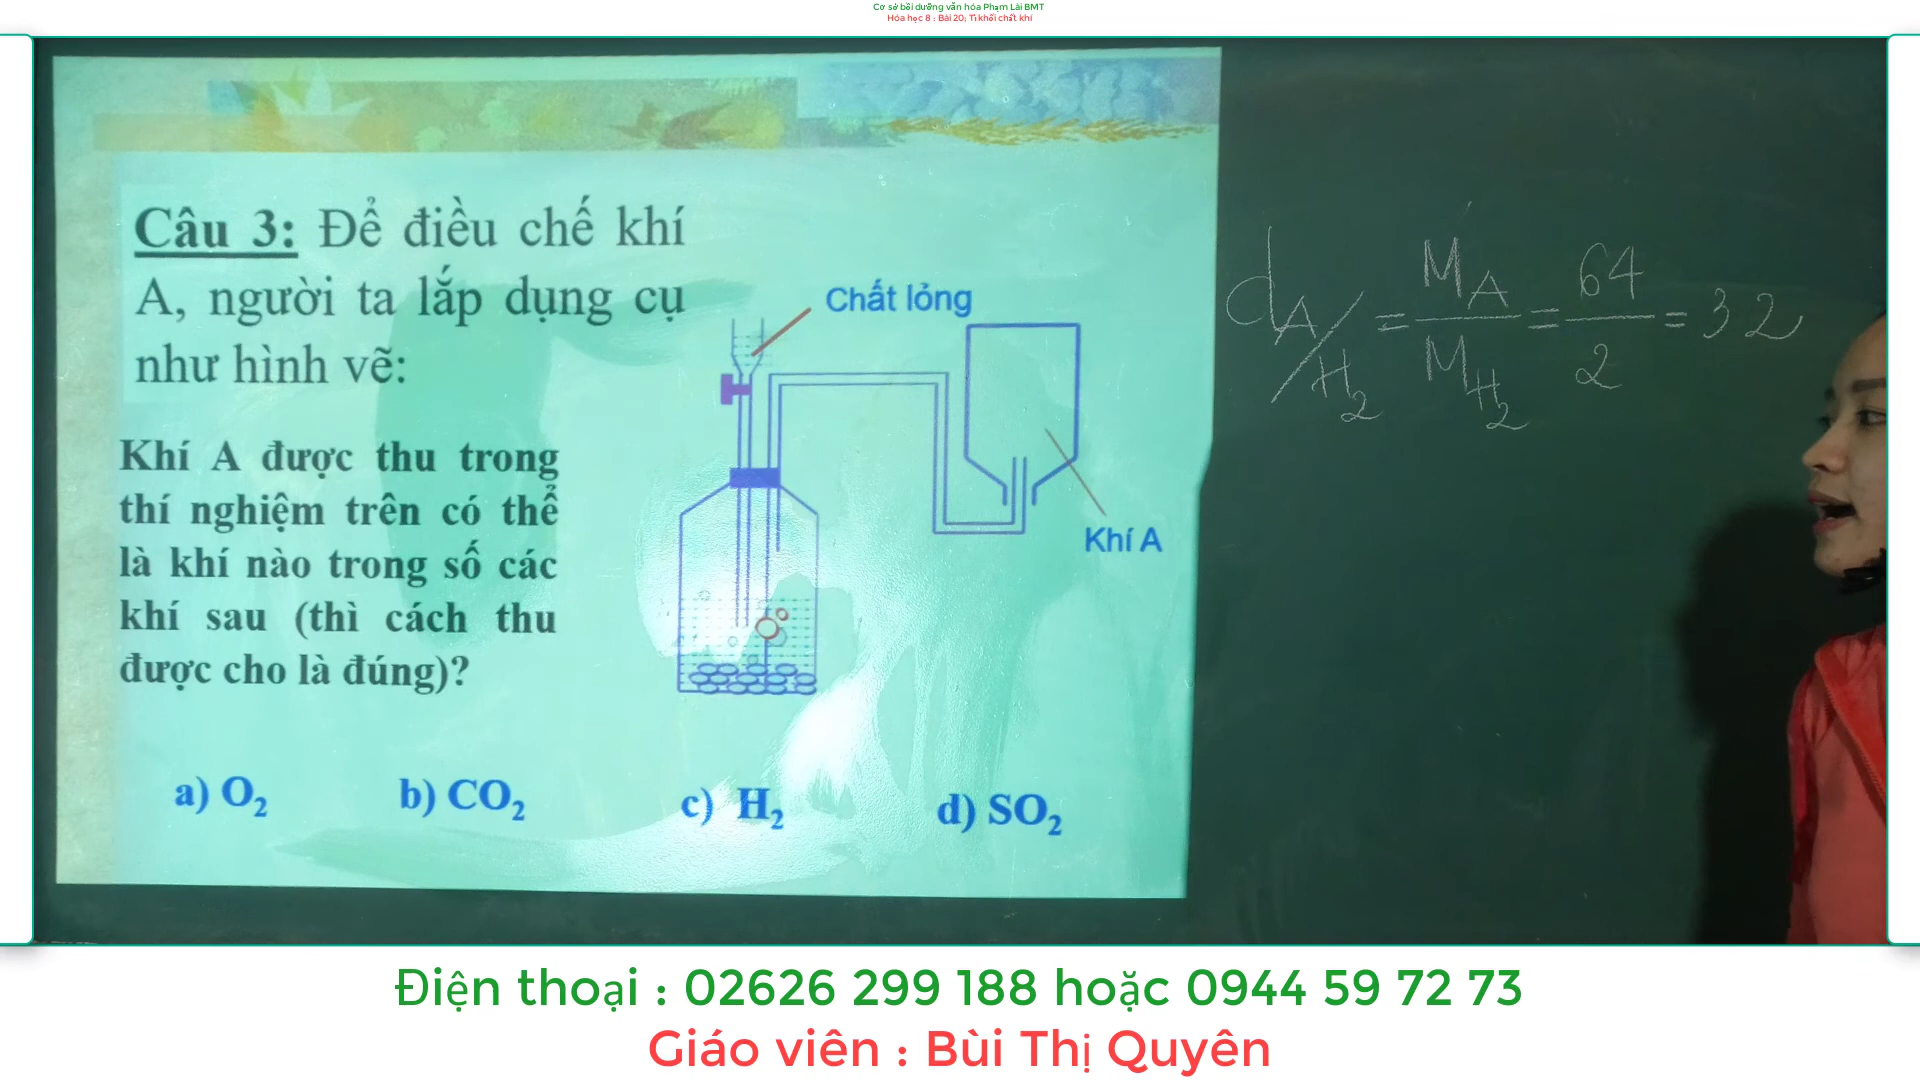 Cơ sở bồi dưỡng văn hóa Phạm Lài BMT
Hóa học 8 : Bài 20; Tỉ khối chất khí
Câu 3: Để điều chế khí
A, người ta lắp dụng cụ
như hình vẽ:
Khí A được thu trong
thí nghiệm trên có thể
là khí nào trong số các
khí sau (thì cách thu
được cho là đúng)?
Chất lỏng
Khí A
a) O₂ b) CO₂ c) H₂ d) SO₂
d A/H₂ = M A / M H₂ = 64 / 2 = 32
Điện thoại : 02626 299 188 hoặc 0944 59 72 73
Giáo viên : Bùi Thị Quyên